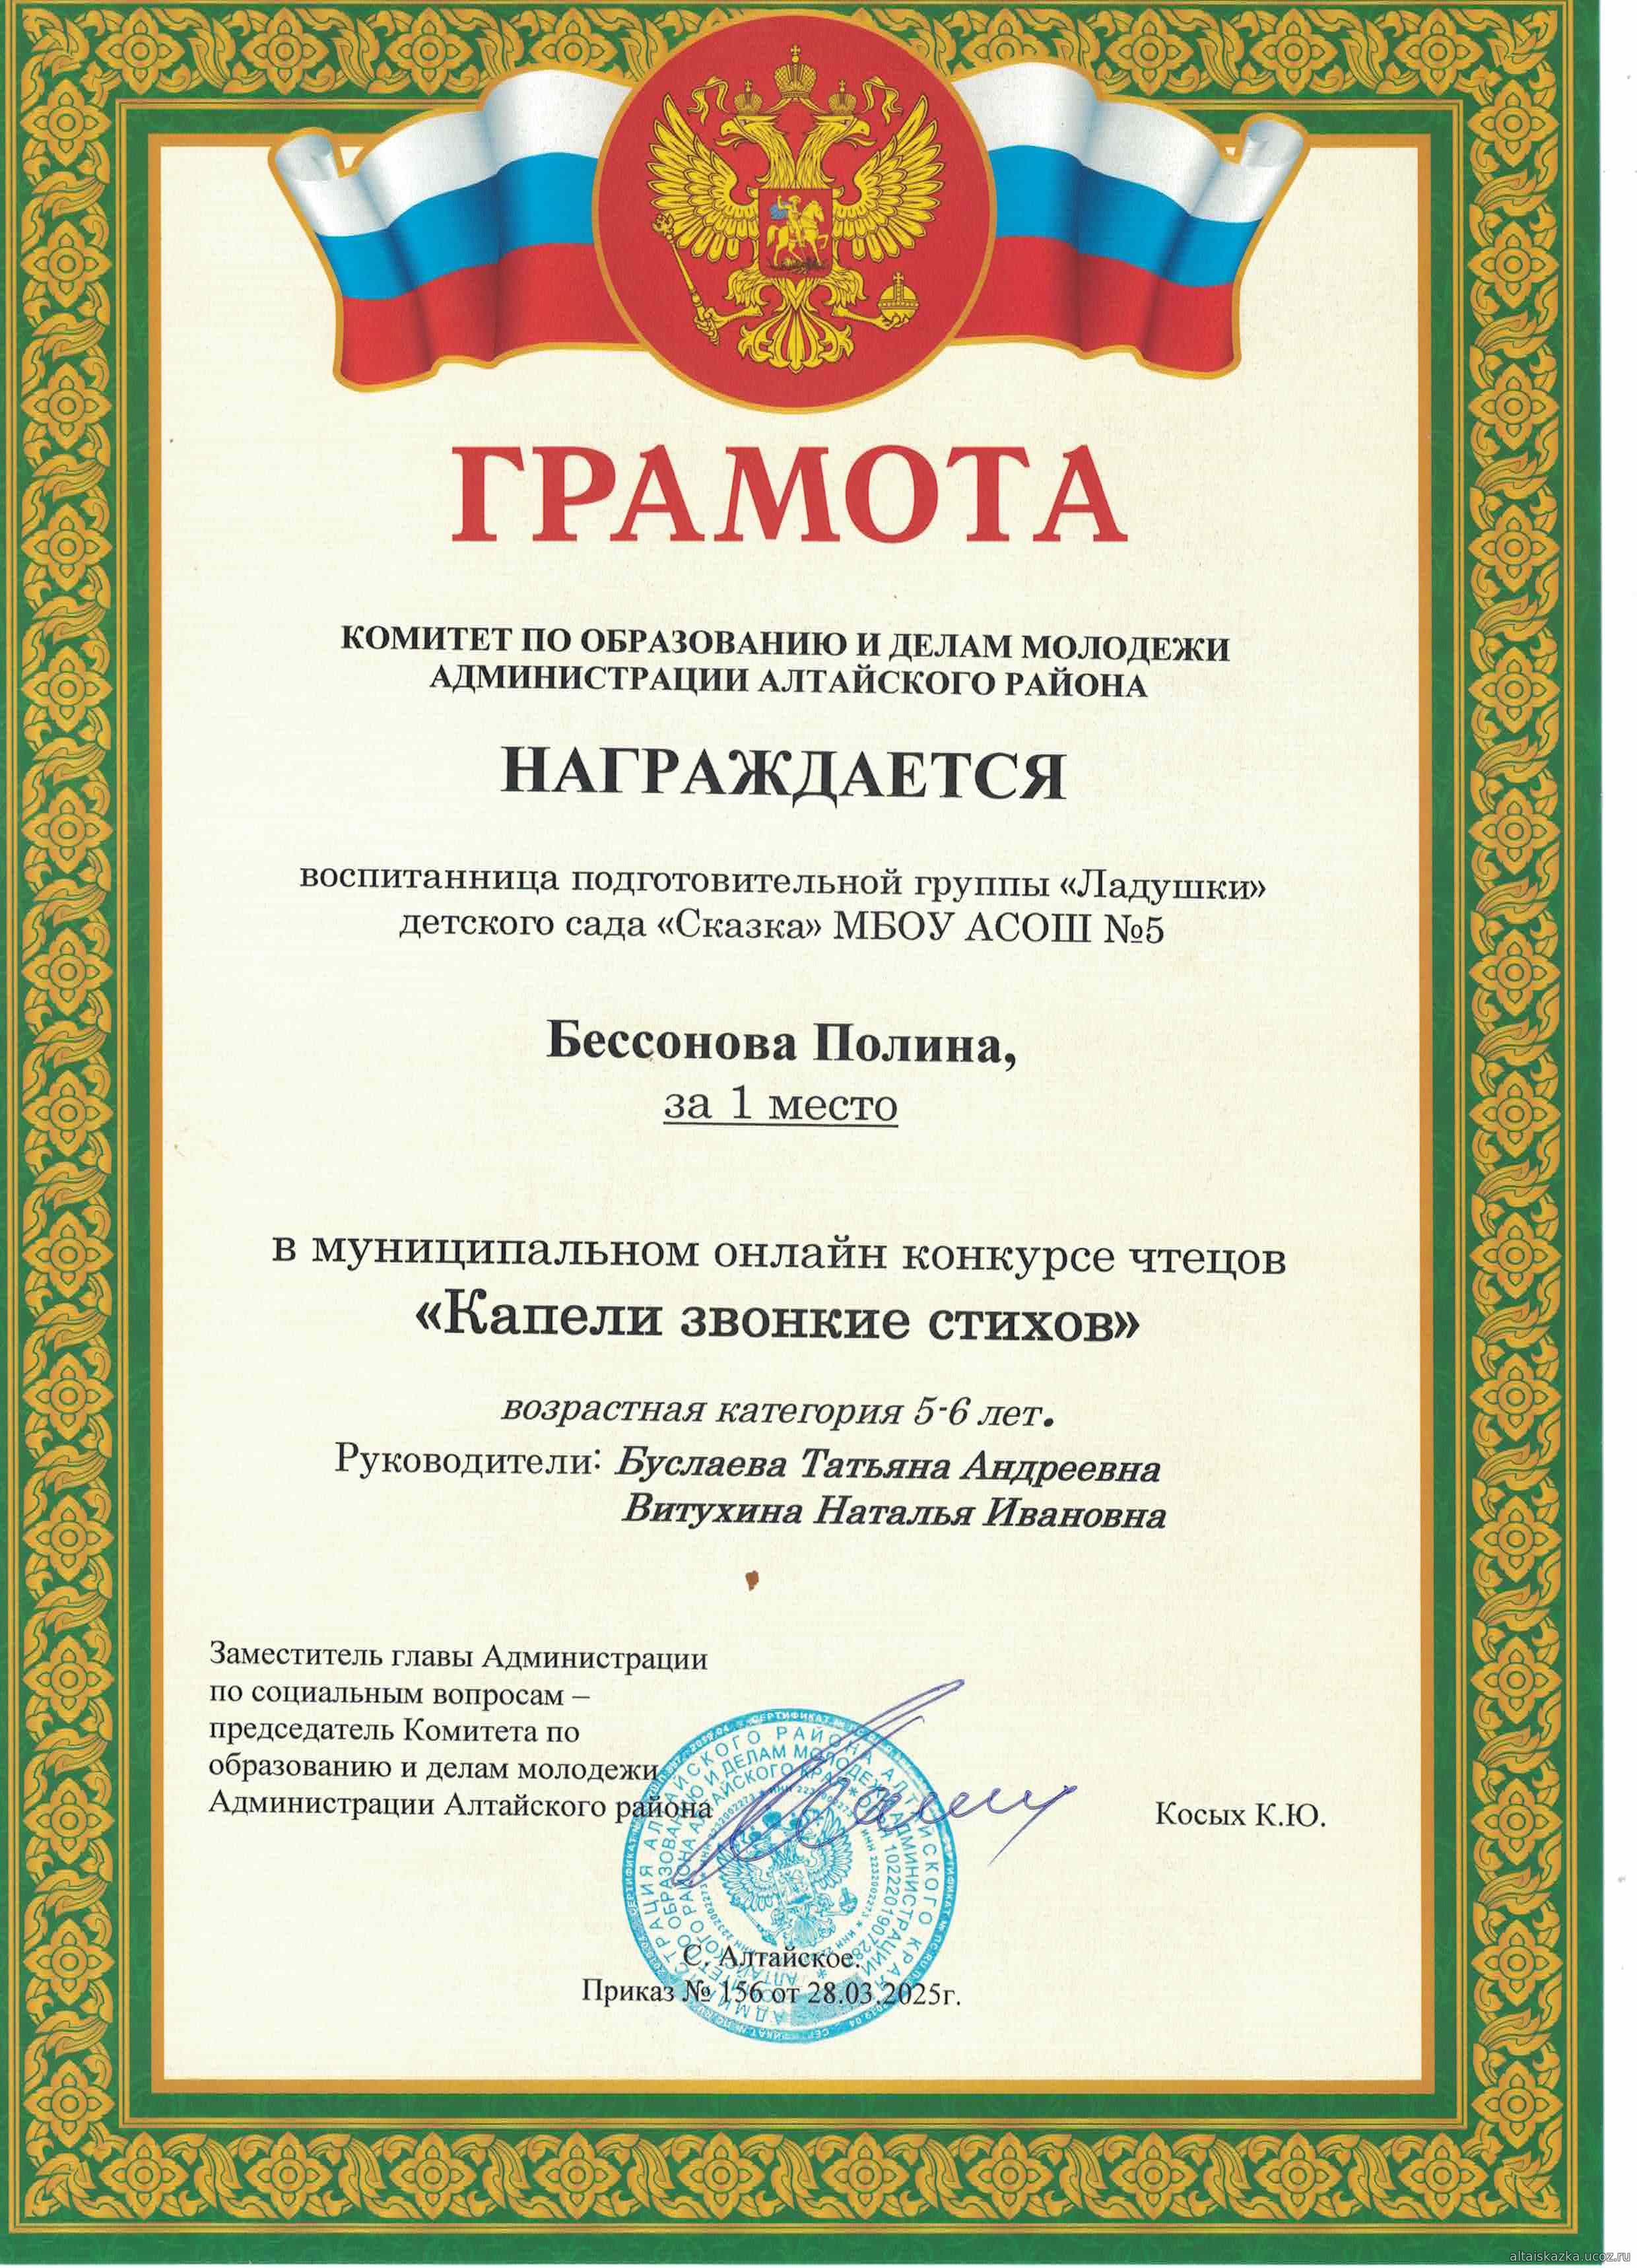 ГРАМОТА
КОМИТЕТ ПО ОБРАЗОВАНИЮ И ДЕЛАМ МОЛОДЕЖИ
АДМИНИСТРАЦИИ АЛТАЙСКОГО РАЙОНА
НАГРАЖДАЕТСЯ
воспитанница подготовительной группы «Ладушки»
детского сада «Сказка» МБОУ АСОШ №5
Бессонова Полина,
за 1 место
в муниципальном онлайн конкурсе чтецов
«Капели звонкие стихов»
возрастная категория 5-6 лет.
Руководители: Буслаева Татьяна Андреевна
Витухина Наталья Ивановна
Заместитель главы Администрации
по социальным вопросам –
председатель Комитета по
образованию и делам молодежи
Администрации Алтайского района
Косых К.Ю.
С. Алтайское.
Приказ № 156 от 28.03.2025г.
altaiskazka.ucoz.ru